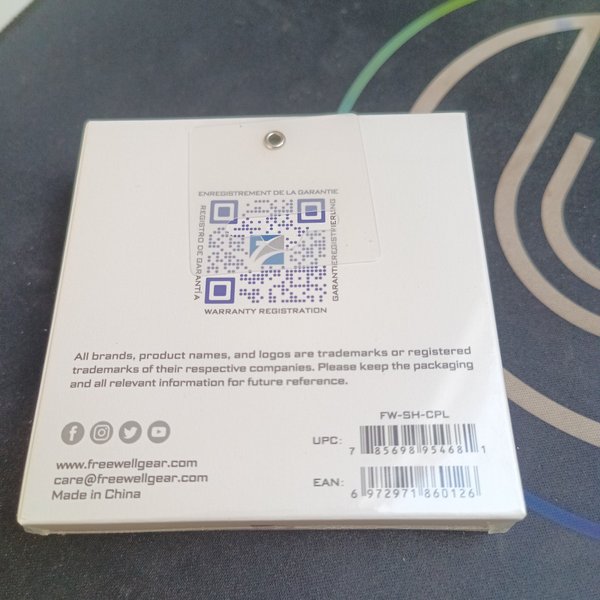 ENREGISTREMENT DE LA GARANTIE
REGISTRO DE GARANTÍA
GARANTIEREGISTRIERUNG
WARRANTY REGISTRATION
All brands, product names, and logos are trademarks or registered
trademarks of their respective companies. Please keep the packaging
and all relevant information for future reference.
FW-SH-CPL
UPC:
7 85698 95468 1
EAN:
6 972971 860126
www.freewellgear.com
care@freewellgear.com
Made in China